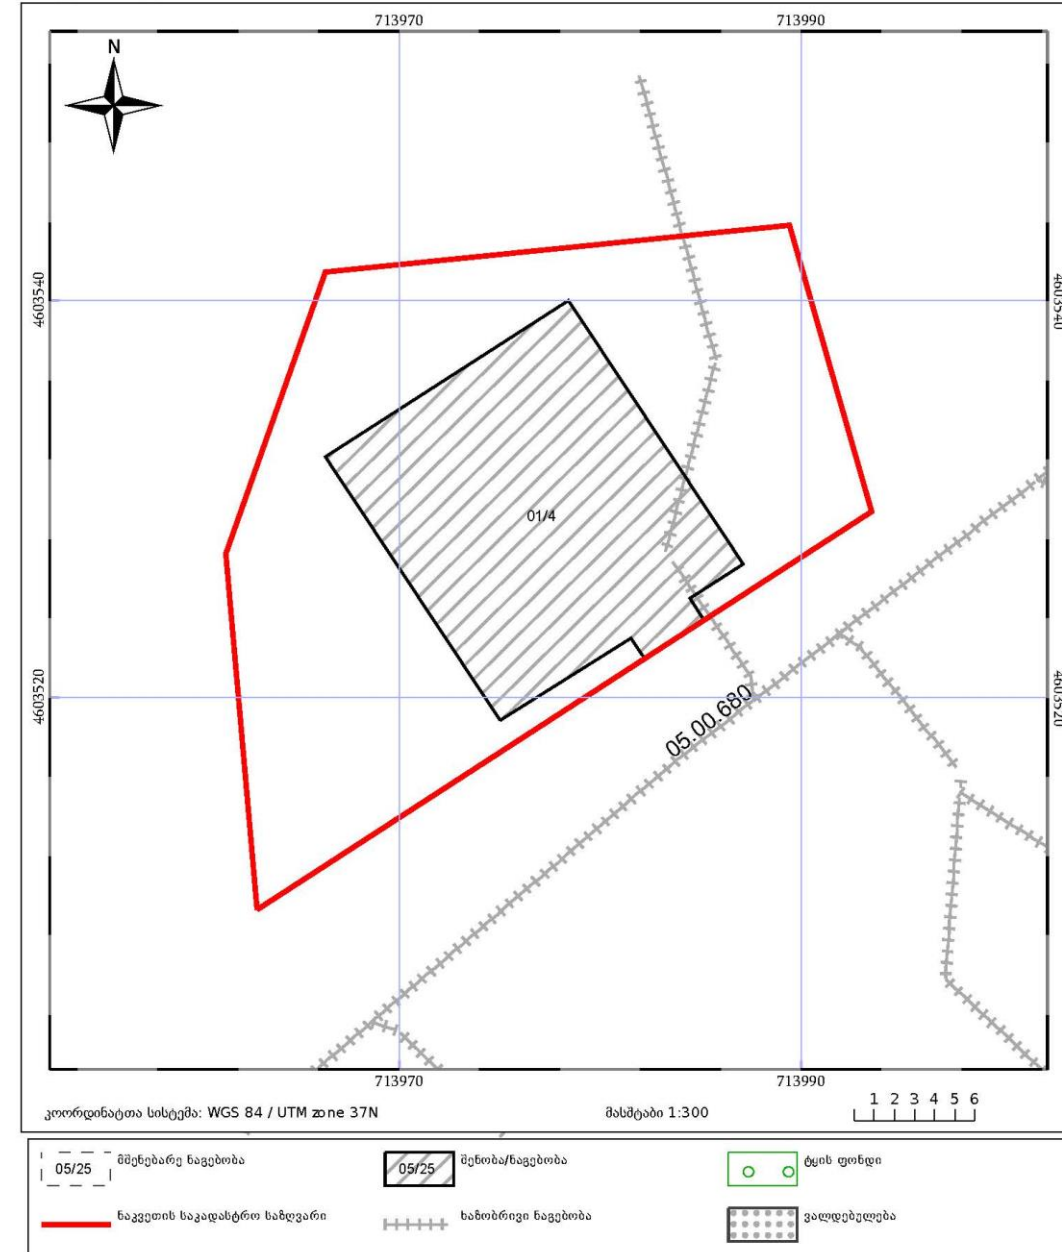 713970 713990
N
4603540 4603540
01/4
4603520 4603520
05.00.680
713970 713990
კოორდინატთა სისტემა: WGS 84 / UTM zone 37N მასშტაბი 1:300 1 2 3 4 5 6
05/25 მშენებარე ნაგებობა 05/25 შენობა/ნაგებობა ტყის ფონდი
ნაკვეთის საკადასტრო საზღვარი ხაზობრივი ნაგებობა ვალდებულება